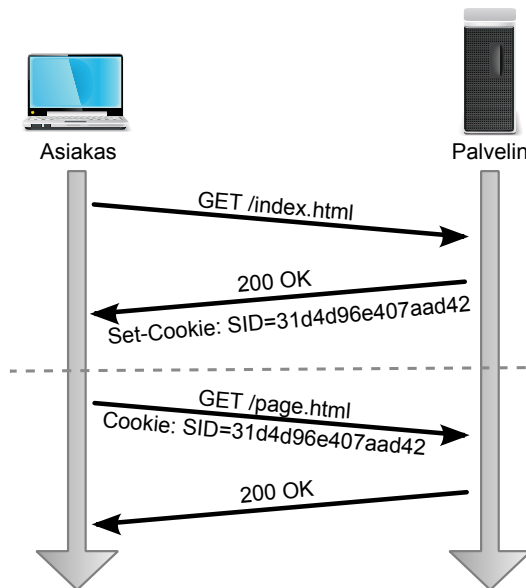 Asiakas
Palvelin
GET /index.html
200 OK
Set-Cookie: SID=31d4d96e407aad42
GET /page.html
Cookie: SID=31d4d96e407aad42
200 OK